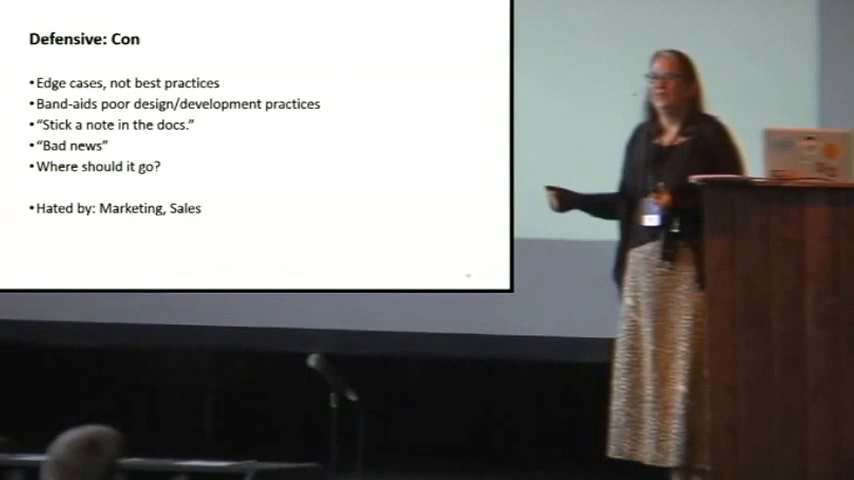 Defensive: Con
•Edge cases, not best practices
•Band-aids poor design/development practices
•“Stick a note in the docs.”
•“Bad news”
•Where should it go?
•Hated by: Marketing, Sales